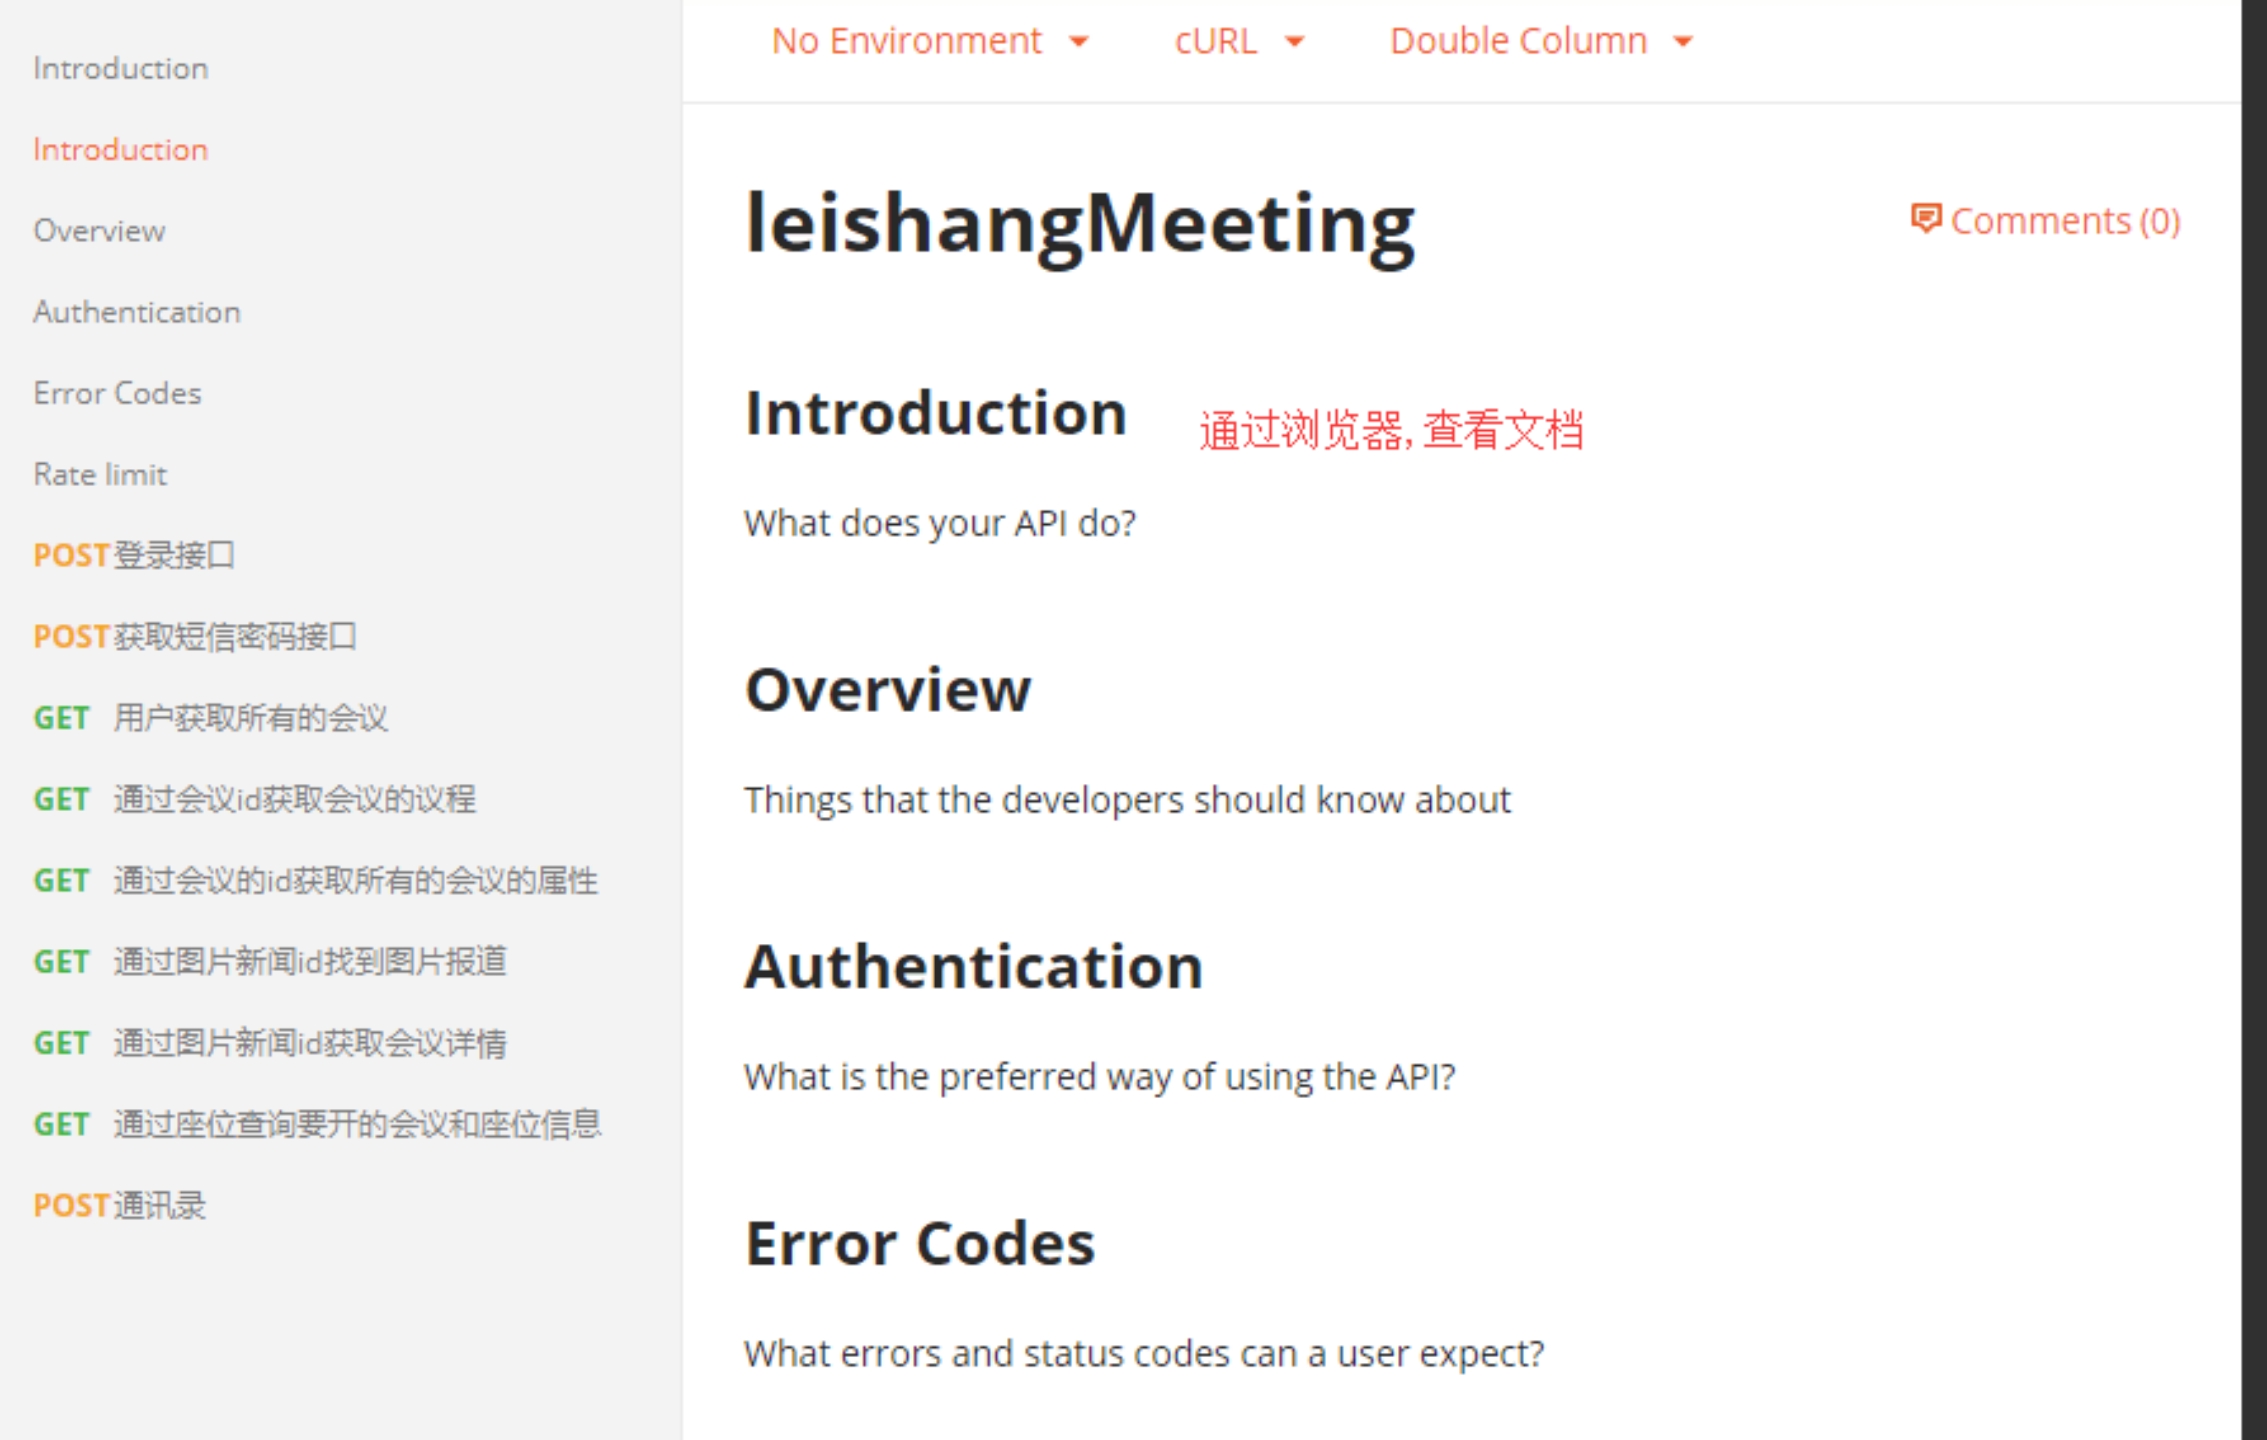 Introduction
Introduction
Overview
Authentication
Error Codes
Rate limit
POST 登录接口
POST 获取短信密码接口
GET 用户获取所有的会议
GET 通过会议id获取会议的议程
GET 通过会议的id获取所有的会议的属性
GET 通过图片新闻id找到图片报道
GET 通过图片新闻id获取会议详情
GET 通过座位查询要开的会议和座位信息
POST 通讯录
No Environment cURL Double Column
leishangMeeting
Comments (0)
Introduction
通过浏览器, 查看文档
What does your API do?
Overview
Things that the developers should know about
Authentication
What is the preferred way of using the API?
Error Codes
What errors and status codes can a user expect?